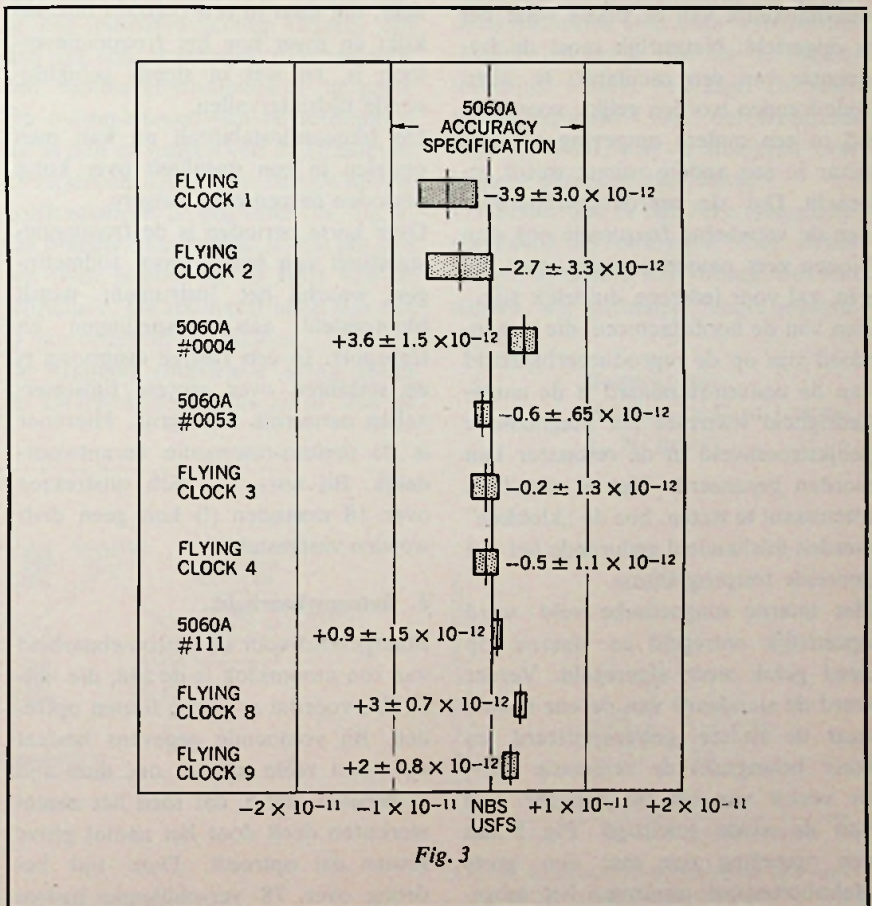 5060A
ACCURACY
SPECIFICATION
FLYING
CLOCK 1
-3.9 ± 3.0 × 10-12
FLYING
CLOCK 2
-2.7 ± 3.3 × 10-12
5060A
#0004
+3.6 ± 1.5 × 10-12
5060A
#0053
-0.6 ± .65 × 10-12
FLYING
CLOCK 3
-0.2 ± 1.3 × 10-12
FLYING
CLOCK 4
-0.5 ± 1.1 × 10-12
5060A
#111
+0.9 ± .15 × 10-12
FLYING
CLOCK 8
+3 ± 0.7 × 10-12
FLYING
CLOCK 9
+2 ± 0.8 × 10-12
-2 × 10-11 -1 × 10-11 NBS +1 × 10-11 +2 × 10-11
USFS
Fig. 3